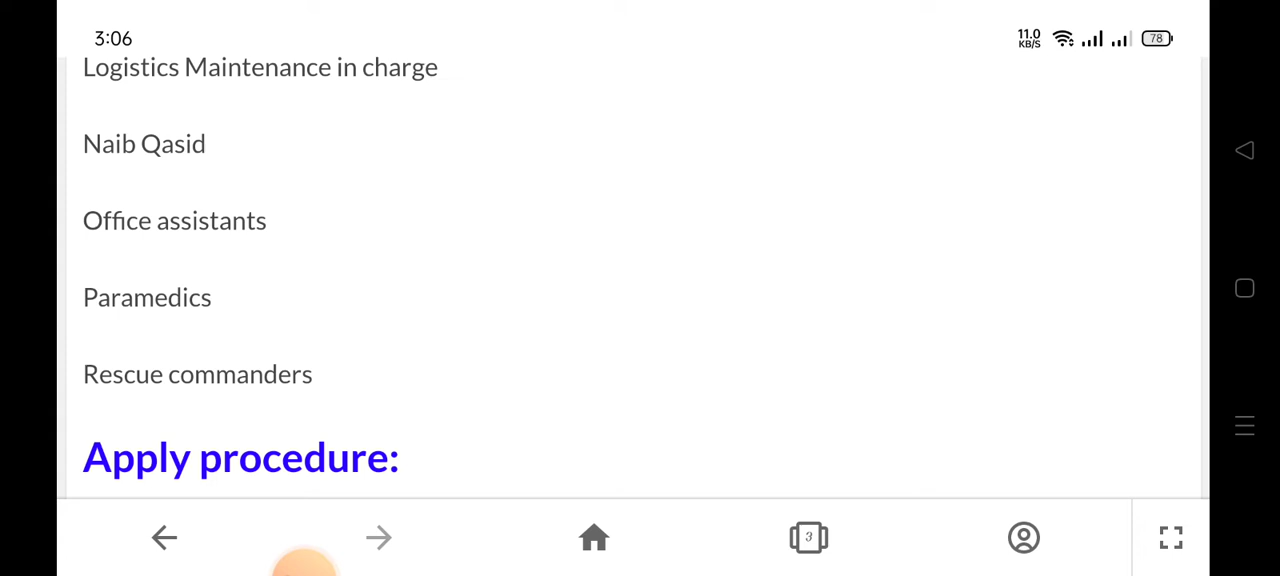 3:06
11.0
KB/S
78
Logistics Maintenance in charge
Naib Qasid
Office assistants
Paramedics
Rescue commanders
Apply procedure:
3